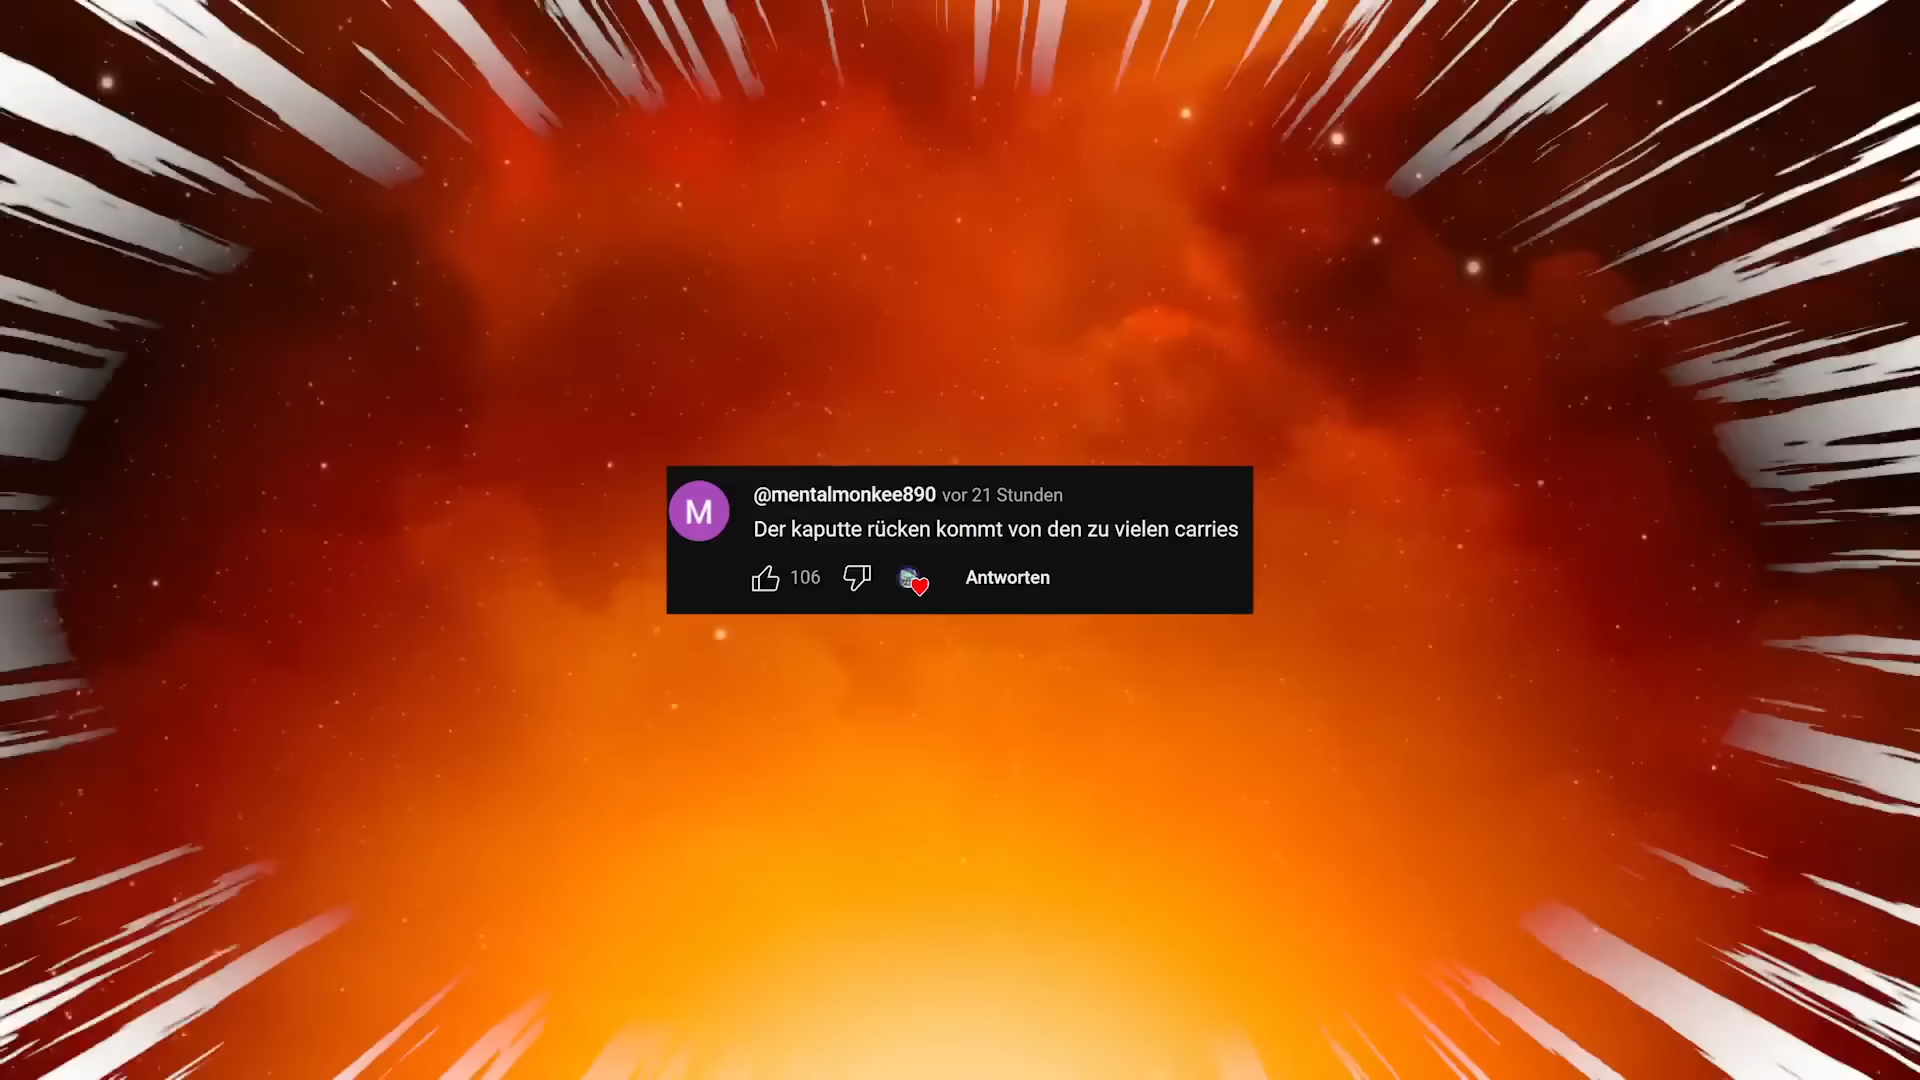 M
@mentalmonkee890 vor 21 Stunden
Der kaputte rücken kommt von den zu vielen carries
106 Antworten